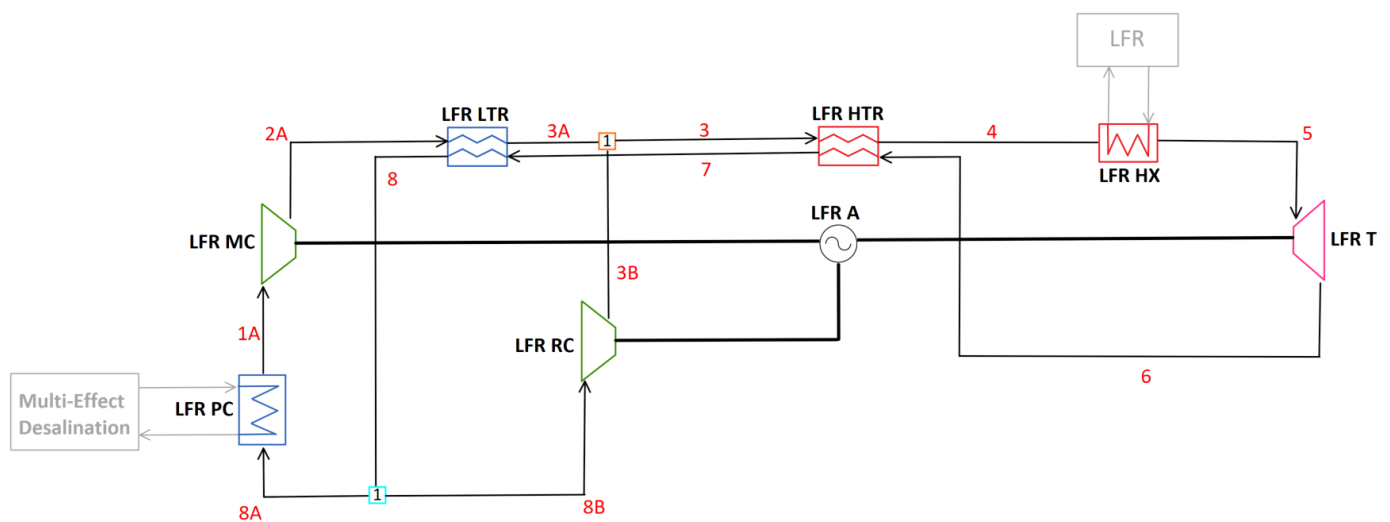 LFR
LFR LTR
LFR HTR
2A
3A
1
3
4
5
LFR HX
8
7
LFR A
LFR MC
LFR T
3B
1A
LFR RC
6
Multi-Effect
Desalination
LFR PC
1
8A
8B